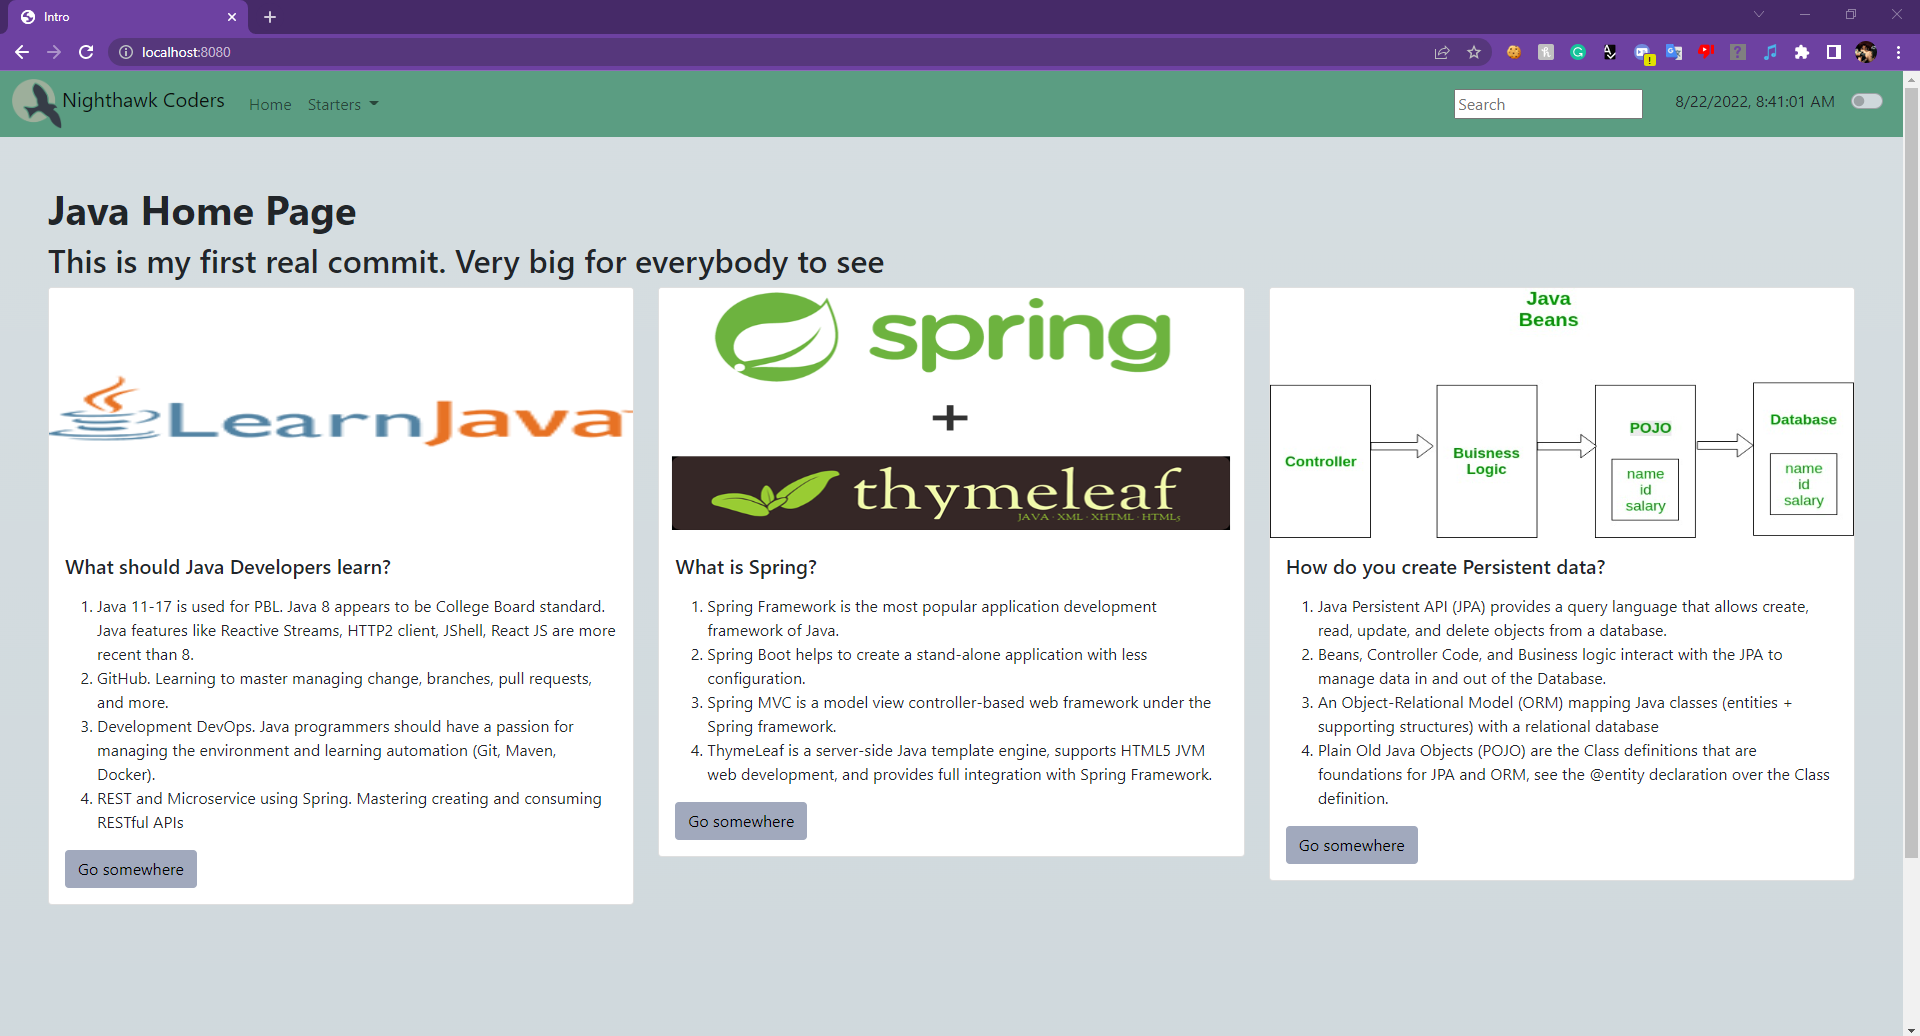 Intro
localhost:8080
Nighthawk Coders
Home
Starters
Search
8/22/2022, 8:41:01 AM
Java Home Page
This is my first real commit. Very big for everybody to see
LearnJava
What should Java Developers learn?
1. Java 11-17 is used for PBL. Java 8 appears to be College Board standard.
Java features like Reactive Streams, HTTP2 client, JShell, React JS are more
recent than 8.
2. GitHub. Learning to master managing change, branches, pull requests,
and more.
3. Development DevOps. Java programmers should have a passion for
managing the environment and learning automation (Git, Maven,
Docker).
4. REST and Microservice using Spring. Mastering creating and consuming
RESTful APIs
Go somewhere
spring
+
thymeleaf
JAVA · XML · XHTML · HTML5
What is Spring?
1. Spring Framework is the most popular application development
framework of Java.
2. Spring Boot helps to create a stand-alone application with less
configuration.
3. Spring MVC is a model view controller-based web framework under the
Spring framework.
4. ThymeLeaf is a server-side Java template engine, supports HTML5 JVM
web development, and provides full integration with Spring Framework.
Go somewhere
Java
Beans
Controller
Buisness
Logic
POJO
name
id
salary
Database
name
id
salary
How do you create Persistent data?
1. Java Persistent API (JPA) provides a query language that allows create,
read, update, and delete objects from a database.
2. Beans, Controller Code, and Business logic interact with the JPA to
manage data in and out of the Database.
3. An Object-Relational Model (ORM) mapping Java classes (entities +
supporting structures) with a relational database
4. Plain Old Java Objects (POJO) are the Class definitions that are
foundations for JPA and ORM, see the @entity declaration over the Class
definition.
Go somewhere